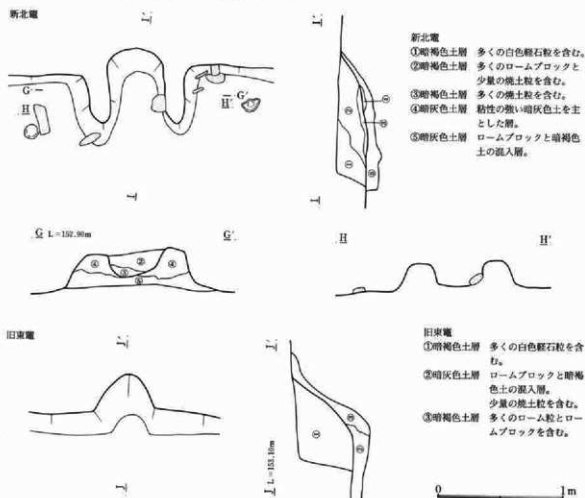 新北竈
新北竈
①暗褐色土層 多くの白色軽石粒を含む。
②暗褐色土層 多くのロームブロックと
少量の焼土粒を含む。
③暗褐色土層 多くの焼土粒を含む。
④暗灰色土層 粘性の強い暗灰色土を主
とした層。
⑤暗灰色土層 ロームブロックと暗褐色
土の混入層。
I'
I'
G
G'
H
H'
I
I
G L=152.90m
G'
H
H'
②
④
④
③
⑤
旧東竈
旧東竈
①暗褐色土層 多くの白色軽石粒を含
む。
②暗灰色土層 ロームブロックと暗褐
色土の混入層。
少量の焼土粒を含む。
③暗褐色土層 多くのローム粒とロー
ムブロックを含む。
J'
J'
J
J L=153.10m
0 1m